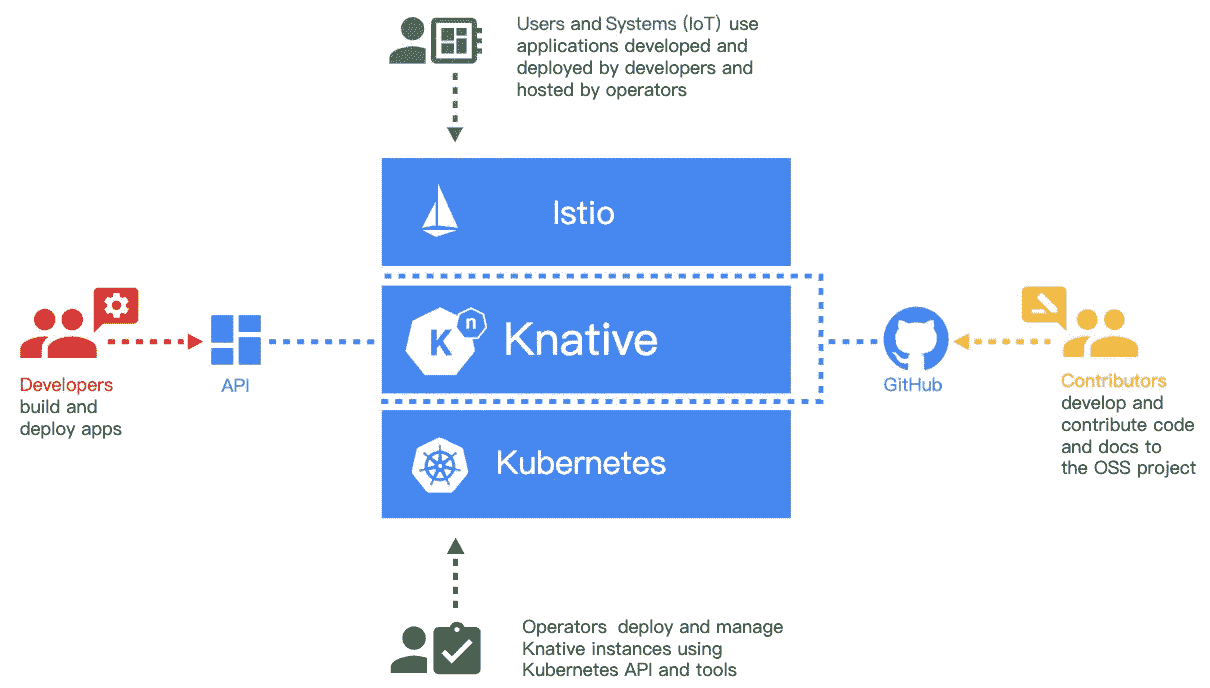 Users and Systems (IoT) use
applications developed and
deployed by developers and
hosted by operators
Istio
K n Knative
Developers
build and
deploy apps
API
GitHub
Contributors
develop and
contribute code
and docs to
the OSS project
Kubernetes
Operators deploy and manage
Knative instances using
Kubernetes API and tools